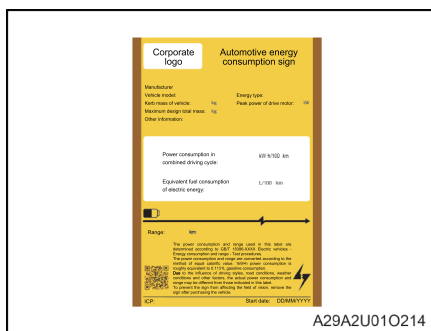 Corporate
logo
Automotive energy
consumption sign
Manufacturer
Vehicle model:
Energy type:
Kerb mass of vehicle: kg
Peak power of drive motor: kW
Maximum design total mass: kg
Other information:
Power consumption in
combined driving cycle:
kW·h/100 km
Equivalent fuel consumption
of electric energy:
L/100 km
Range: km
The power consumption and range used in this label are
determined according to GB/T 18386-XXXX Electric vehicles -
Energy consumption and range - Test procedures.
The power consumption and range are converted according to the
method of equal calorific value. 1kWh power consumption is
roughly equivalent to 0.1131L gasoline consumption.
Due to the influence of driving styles, road conditions, weather
conditions and other factors, the actual power consumption and
range may be different from those indicated in this label.
To prevent the sign from affecting the field of vision, remove the
sign after purchasing the vehicle.
ICP:
Start date: DD/MM/YYYY
A29A2U01O214